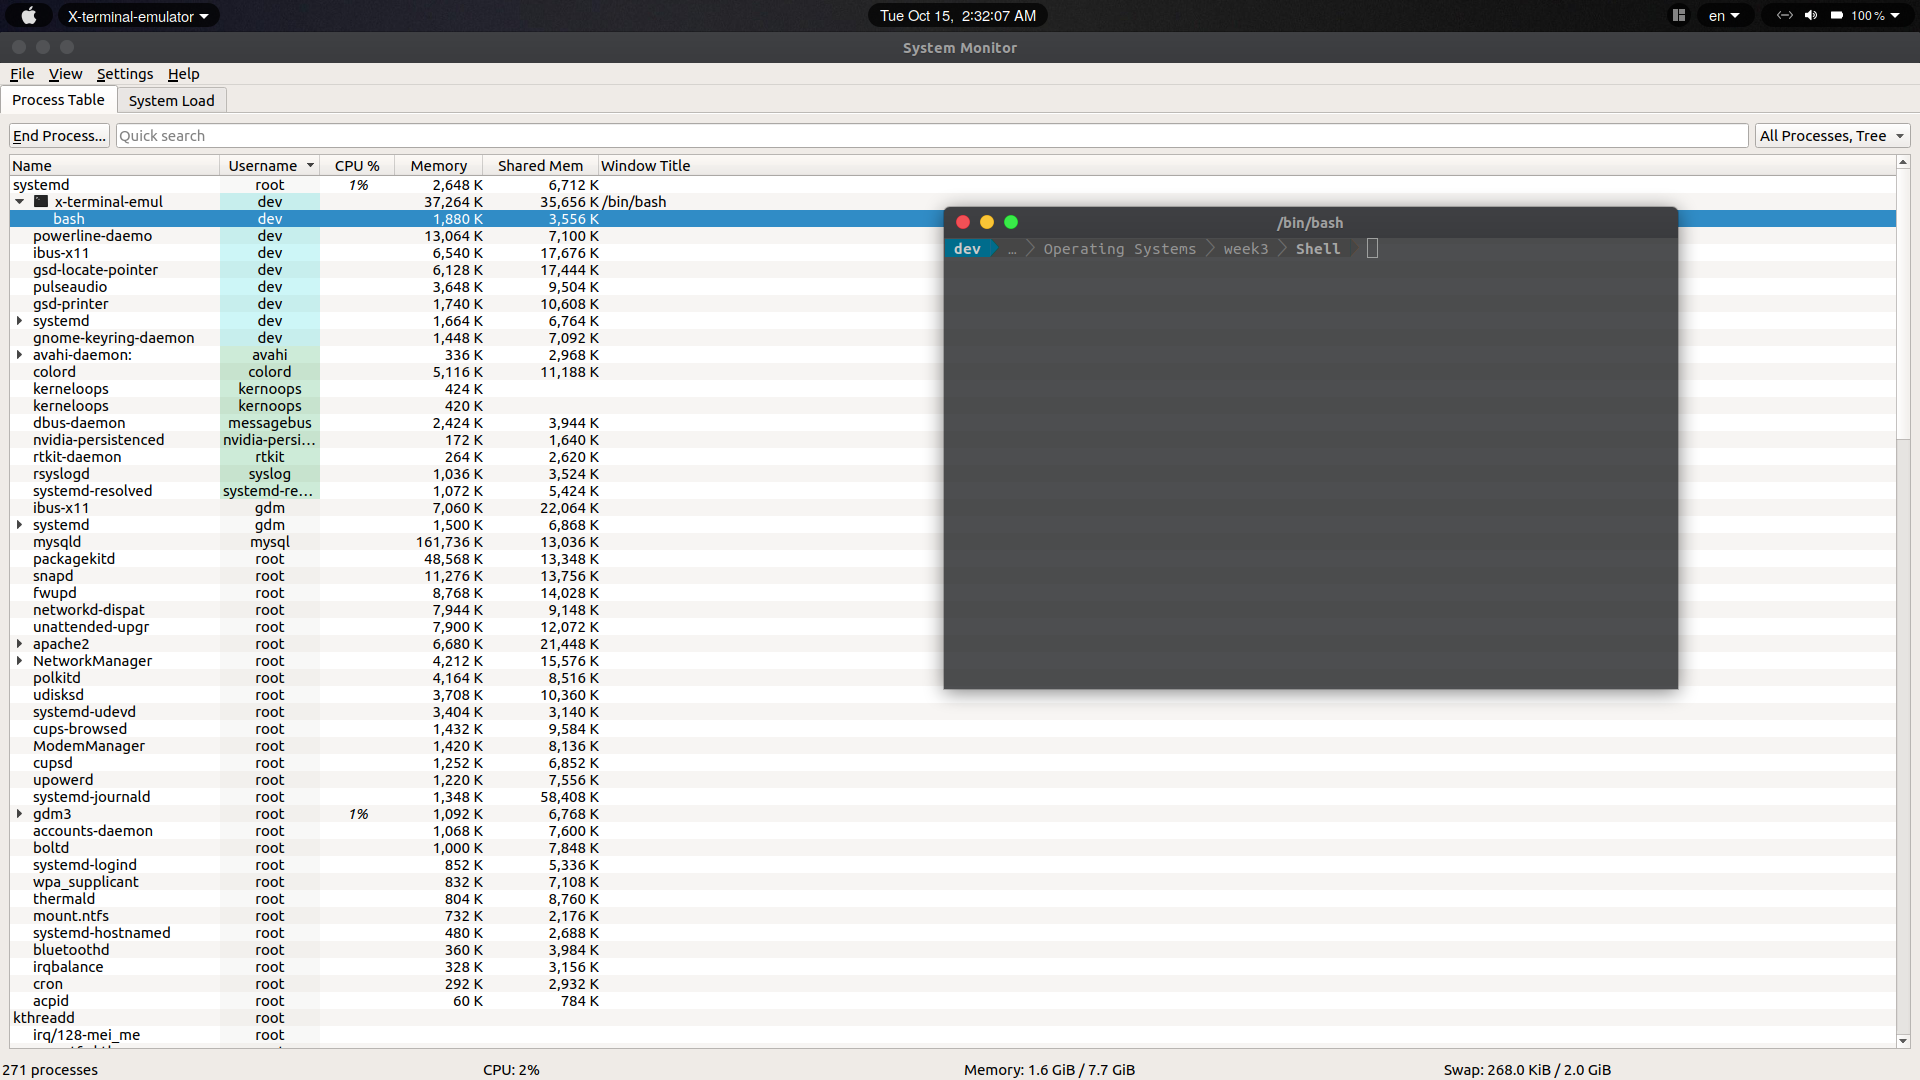 X-terminal-emulator
Tue Oct 15, 2:32:07 AM
en
100 %
System Monitor
File View Settings Help
Process Table System Load
End Process... Quick search All Processes, Tree
Name Username CPU % Memory Shared Mem Window Title
systemd root 1% 2,648 K 6,712 K
x-terminal-emul dev 37,264 K 35,656 K /bin/bash
bash dev 1,880 K 3,556 K
powerline-daemo dev 13,064 K 7,100 K
ibus-x11 dev 6,540 K 17,676 K
gsd-locate-pointer dev 6,128 K 17,444 K
pulseaudio dev 3,648 K 9,504 K
gsd-printer dev 1,740 K 10,608 K
systemd dev 1,664 K 6,764 K
gnome-keyring-daemon dev 1,448 K 7,092 K
avahi-daemon: avahi 336 K 2,968 K
colord colord 5,116 K 11,188 K
kerneloops kernoops 424 K
kerneloops kernoops 420 K
dbus-daemon messagebus 2,424 K 3,944 K
nvidia-persistenced nvidia-persi... 172 K 1,640 K
rtkit-daemon rtkit 264 K 2,620 K
rsyslogd syslog 1,036 K 3,524 K
systemd-resolved systemd-re... 1,072 K 5,424 K
ibus-x11 gdm 7,060 K 22,064 K
systemd gdm 1,500 K 6,868 K
mysqld mysql 161,736 K 13,036 K
packagekitd root 48,568 K 13,348 K
snapd root 11,276 K 13,756 K
fwupd root 8,768 K 14,028 K
networkd-dispat root 7,944 K 9,148 K
unattended-upgr root 7,900 K 12,072 K
apache2 root 6,680 K 21,448 K
NetworkManager root 4,212 K 15,576 K
polkitd root 4,164 K 8,516 K
udisksd root 3,708 K 10,360 K
systemd-udevd root 3,404 K 3,140 K
cups-browsed root 1,432 K 9,584 K
ModemManager root 1,420 K 8,136 K
cupsd root 1,252 K 6,852 K
upowerd root 1,220 K 7,556 K
systemd-journald root 1,348 K 58,408 K
gdm3 root 1% 1,092 K 6,768 K
accounts-daemon root 1,068 K 7,600 K
boltd root 1,000 K 7,848 K
systemd-logind root 852 K 5,336 K
wpa_supplicant root 832 K 7,108 K
thermald root 804 K 8,760 K
mount.ntfs root 732 K 2,176 K
systemd-hostnamed root 480 K 2,688 K
bluetoothd root 360 K 3,984 K
irqbalance root 328 K 3,156 K
cron root 292 K 2,932 K
acpid root 60 K 784 K
kthreadd root
irq/128-mei_me root
/bin/bash
dev … Operating Systems week3 Shell
271 processes CPU: 2% Memory: 1.6 GiB / 7.7 GiB Swap: 268.0 KiB / 2.0 GiB